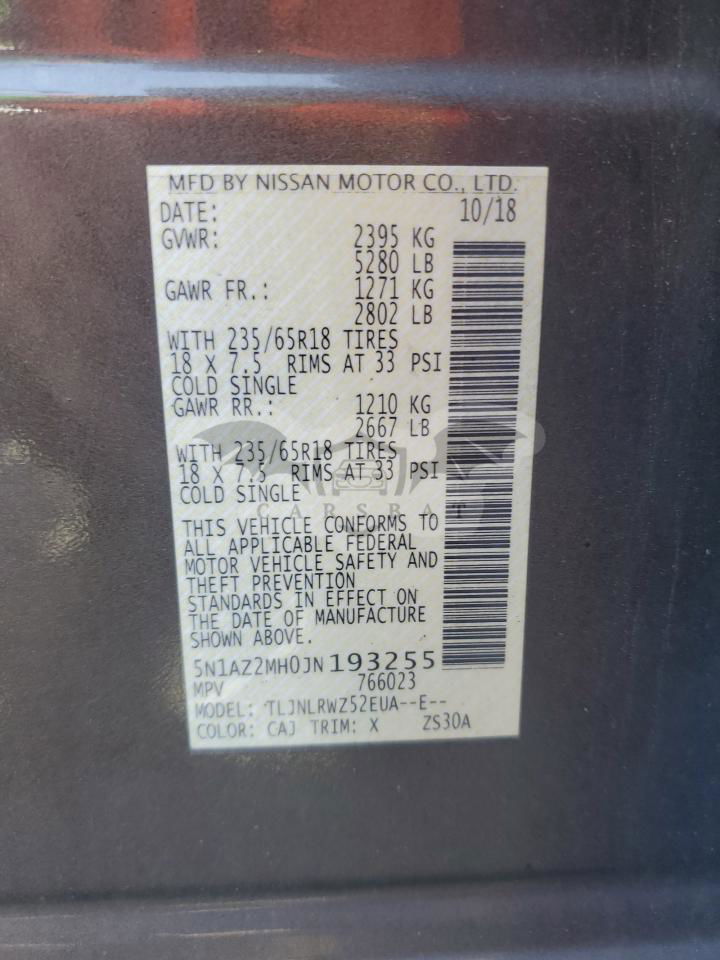 MFD BY NISSAN MOTOR CO., LTD.
DATE: 10/18
GVWR: 2395 KG
5280 LB
GAWR FR.: 1271 KG
2802 LB
WITH 235/65R18 TIRES
18 X 7.5 RIMS AT 33 PSI
COLD SINGLE
GAWR RR.: 1210 KG
2667 LB
WITH 235/65R18 TIRES
18 X 7.5 RIMS AT 33 PSI
COLD SINGLE
CARSBAT
THIS VEHICLE CONFORMS TO
ALL APPLICABLE FEDERAL
MOTOR VEHICLE SAFETY AND
THEFT PREVENTION
STANDARDS IN EFFECT ON
THE DATE OF MANUFACTURE
SHOWN ABOVE.
5N1AZ2MH0JN193255
MPV 766023
MODEL: TLJNLRWZ52EUA--E--
COLOR: CAJ TRIM: X ZS30A